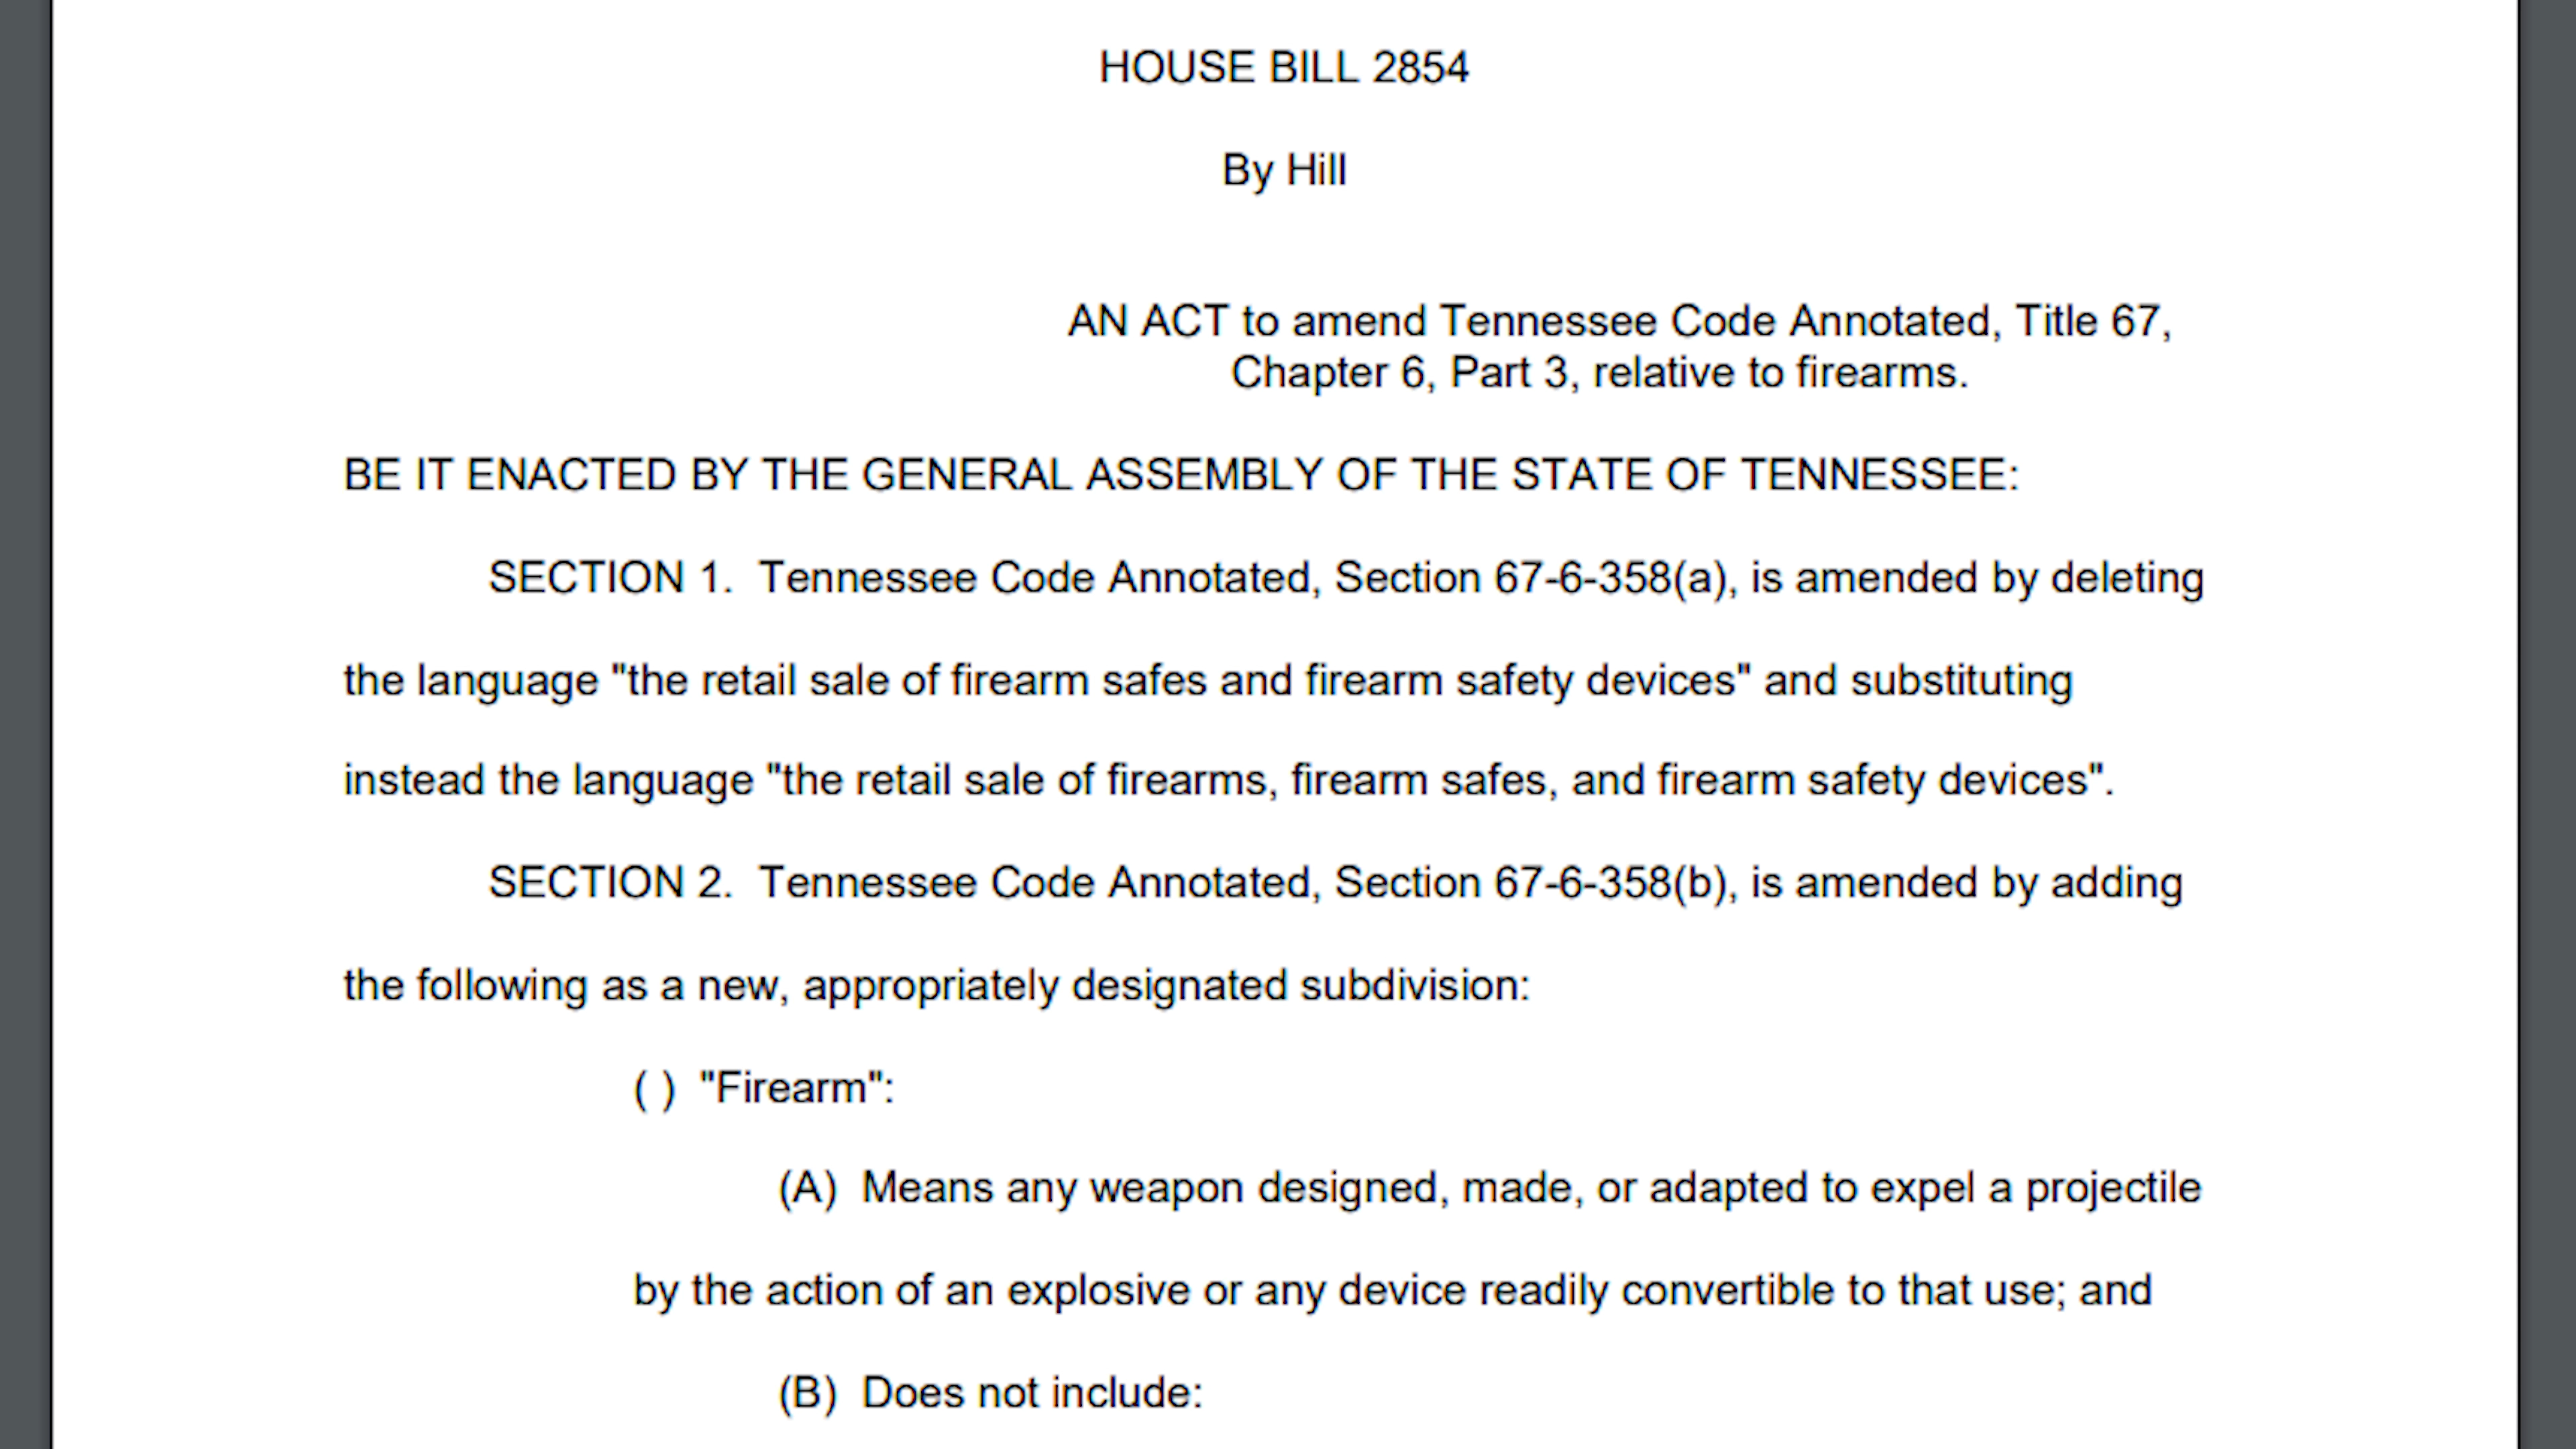 HOUSE BILL 2854
By Hill
AN ACT to amend Tennessee Code Annotated, Title 67,
Chapter 6, Part 3, relative to firearms.
BE IT ENACTED BY THE GENERAL ASSEMBLY OF THE STATE OF TENNESSEE:
SECTION 1.  Tennessee Code Annotated, Section 67-6-358(a), is amended by deleting
the language "the retail sale of firearm safes and firearm safety devices" and substituting
instead the language "the retail sale of firearms, firearm safes, and firearm safety devices".
SECTION 2.  Tennessee Code Annotated, Section 67-6-358(b), is amended by adding
the following as a new, appropriately designated subdivision:
( )  "Firearm":
(A)  Means any weapon designed, made, or adapted to expel a projectile
by the action of an explosive or any device readily convertible to that use; and
(B)  Does not include: